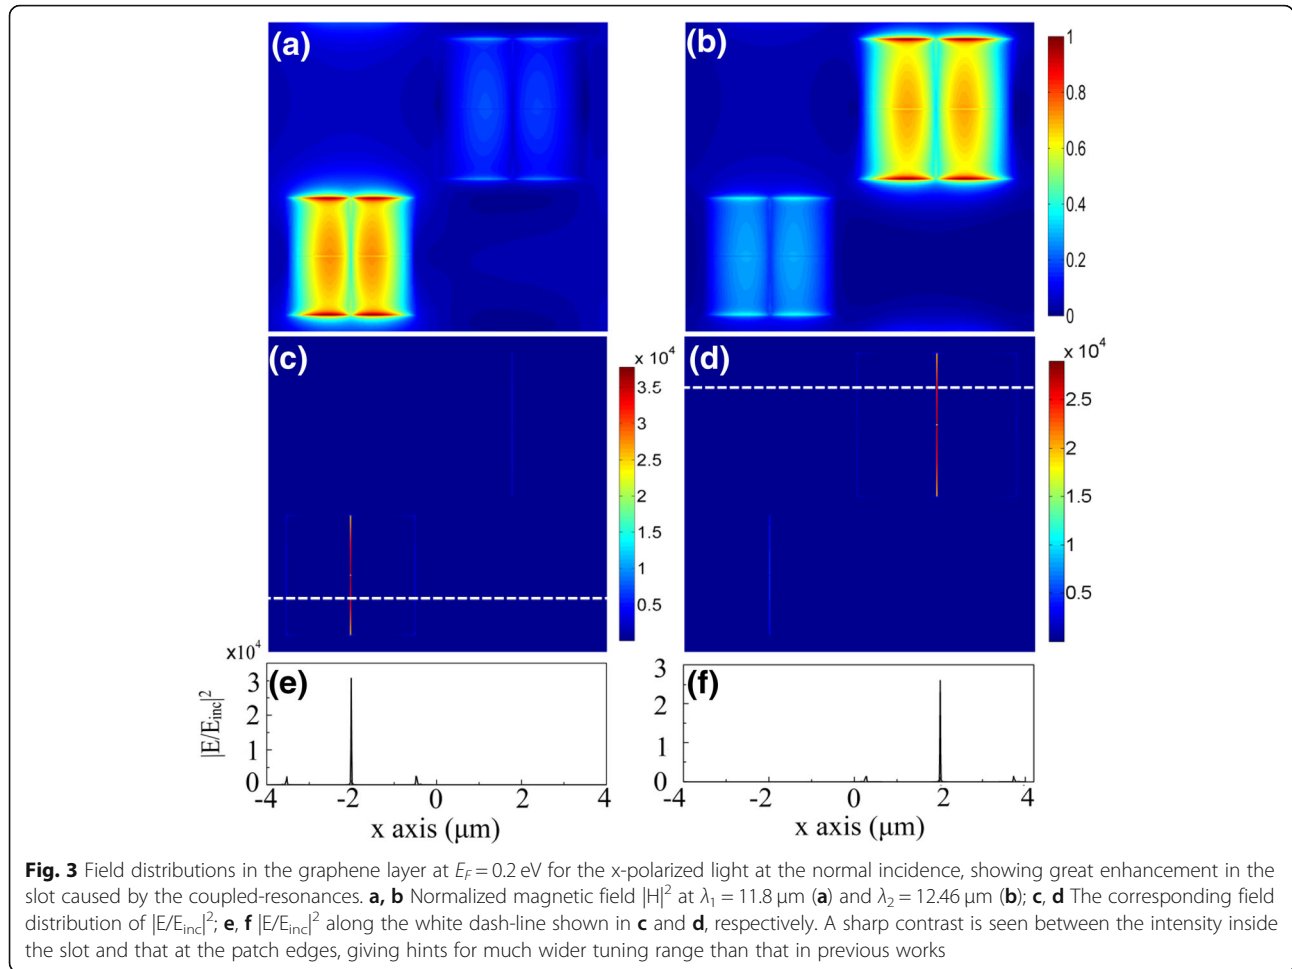 (a)
(b)
1
0.8
0.6
0.4
0.2
0
(c)
x 10⁴
3.5
3
2.5
2
1.5
1
0.5
(d)
x 10⁴
2.5
2
1.5
1
0.5
x10⁴
(e)
|E/E_inc|²
3
2
1
0
-4 -2 0 2 4
x axis (μm)
(f)
3
2
1
0
-4 -2 0 2 4
x axis (μm)
Fig. 3 Field distributions in the graphene layer at E_F = 0.2 eV for the x-polarized light at the normal incidence, showing great enhancement in the
slot caused by the coupled-resonances. a, b Normalized magnetic field |H|² at λ₁ = 11.8 μm (a) and λ₂ = 12.46 μm (b); c, d The corresponding field
distribution of |E/E_inc|²; e, f |E/E_inc|² along the white dash-line shown in c and d, respectively. A sharp contrast is seen between the intensity inside
the slot and that at the patch edges, giving hints for much wider tuning range than that in previous works